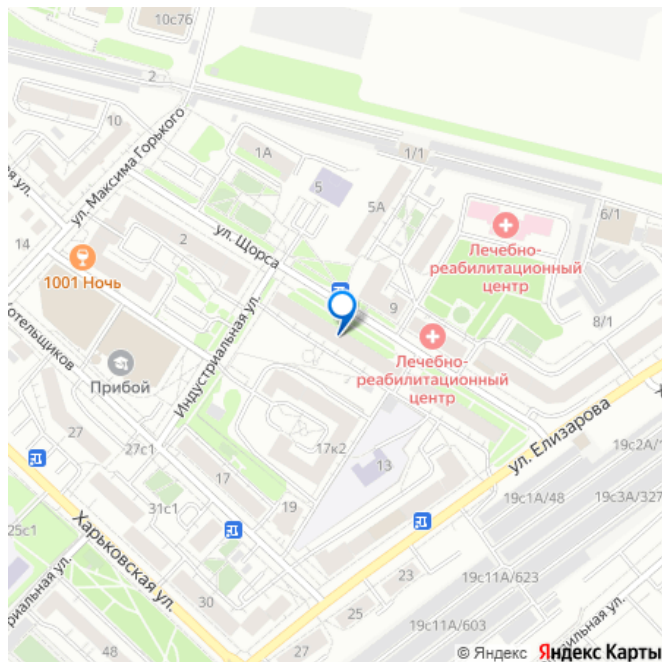 10с76
2
10
ул. Максима Горького
1А
1/1
5
5А
6/1
ая ул.
Лечебно-
реабилитационный
центр
14
2
ул. Щорса
1001 Ночь
9
8/1
Индустриальная ул.
Котельщиков
Прибой
Лечебно-
реабилитационный
центр
ул. Елизарова
27
27с1
17к2
13
19с2А/1
17
19с1А/48
19с3А/327
31с1
19
25с1
Харьковская ул.
23
19с11А/623
30
25
19с11А/603
48
27
© Яндекс Яндекс Карты